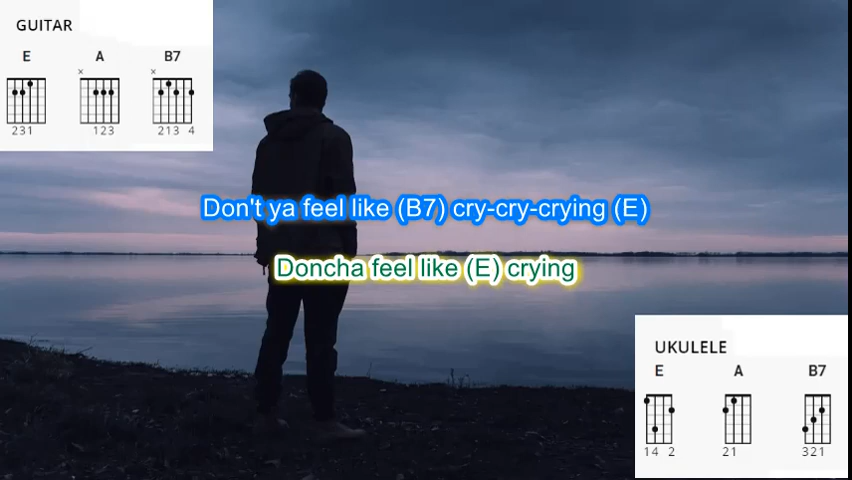 GUITAR
E A B7
× ×
231 123 213 4
Don't ya feel like (B7) cry-cry-crying (E)
Doncha feel like (E) crying
UKULELE
E A B7
14 2 21 321